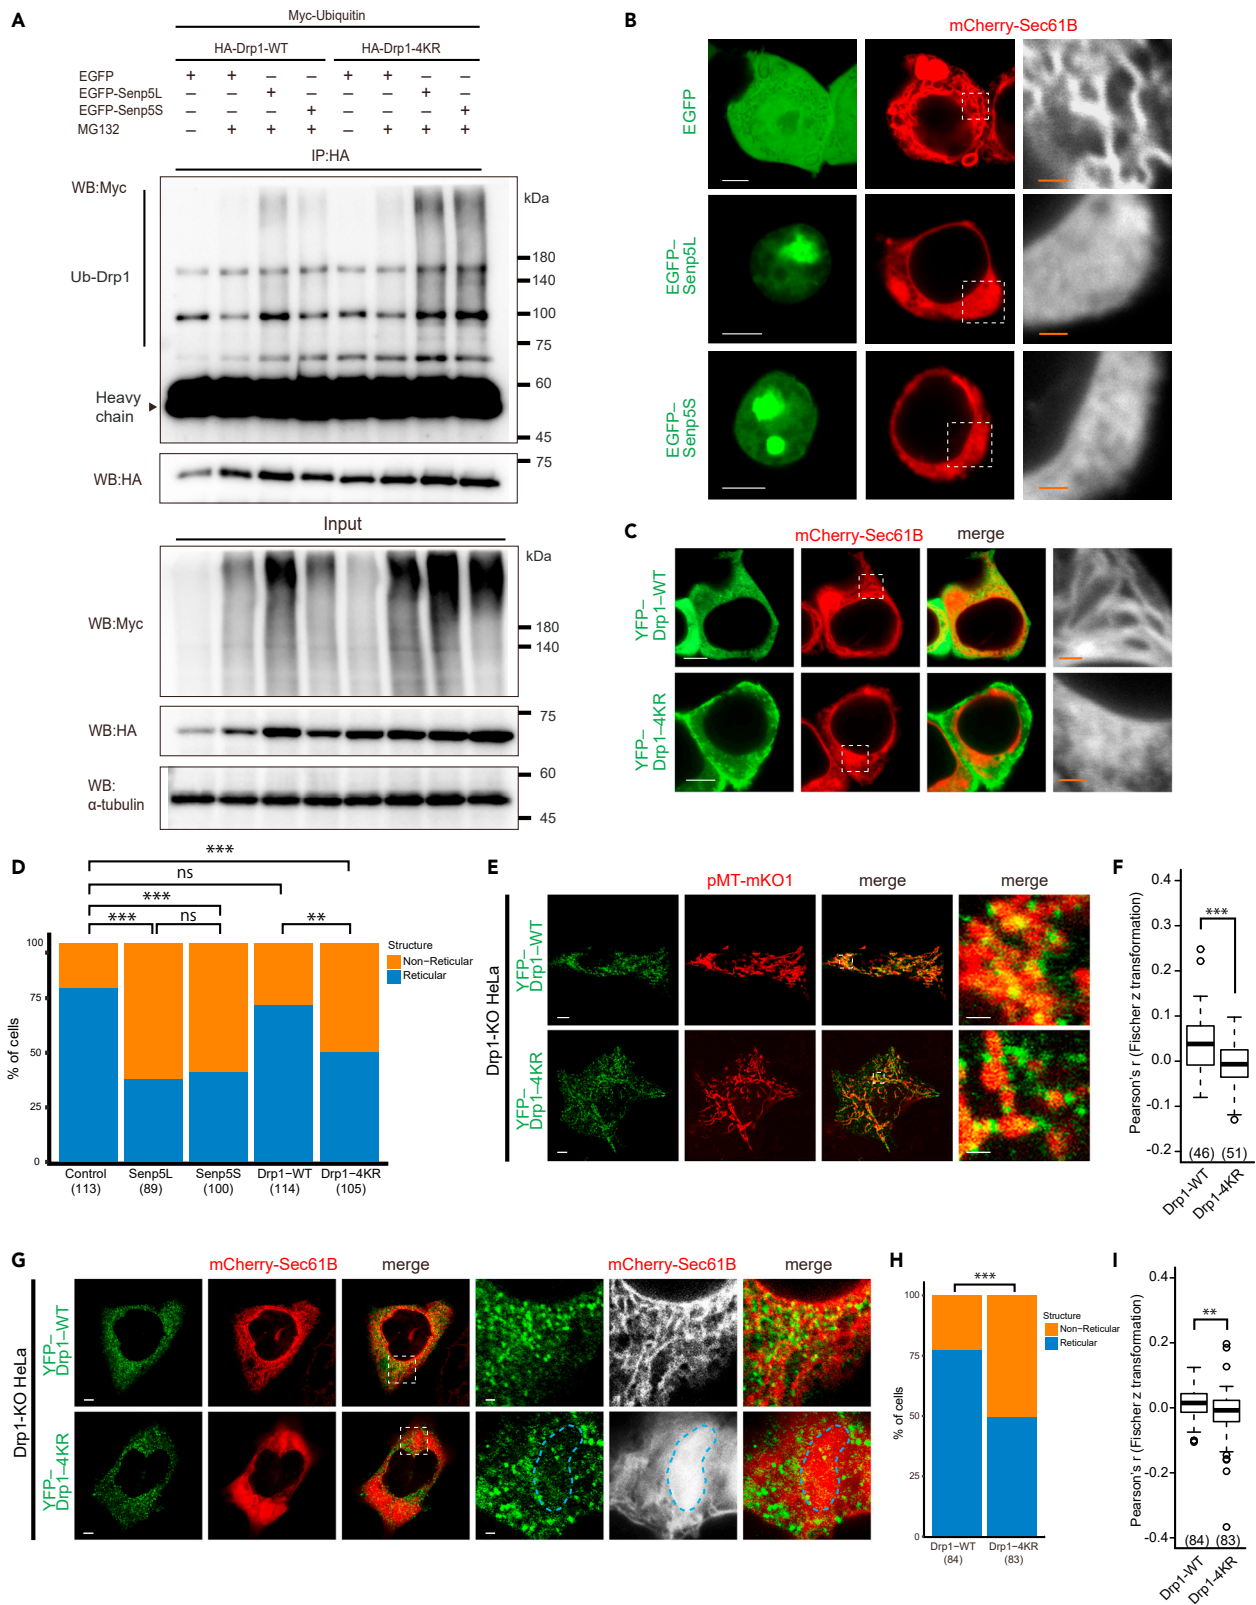 A
Myc-Ubiquitin
HA-Drp1-WT HA-Drp1-4KR
EGFP + + – – + + – –
EGFP-Senp5L – – + – – – + –
EGFP-Senp5S – – – + – – – +
MG132 – + + + – + + +
IP:HA
WB:Myc
kDa
Ub-Drp1
180
140
100
75
60
Heavy
chain
45
75
WB:HA
Input
kDa
WB:Myc
180
140
75
WB:HA
60
WB:
α-tubulin
45
B
mCherry-Sec61B
EGFP
EGFP–
Senp5L
EGFP–
Senp5S
C
mCherry-Sec61B merge
YFP–
Drp1–WT
YFP–
Drp1–4KR
D
***
ns
***
*** ns **
% of cells
100
75
50
25
0
Structure
Non-Reticular
Reticular
Control Senp5L Senp5S Drp1–WT Drp1–4KR
(113) (89) (100) (114) (105)
E
pMT-mKO1 merge merge
Drp1-KO HeLa
YFP–
Drp1–WT
YFP–
Drp1–4KR
F
Pearson's r (Fischer z transformation)
0.4
0.3
0.2
0.1
0.0
-0.1
-0.2
***
(46) (51)
Drp1-WT
Drp1-4KR
G
mCherry-Sec61B merge mCherry-Sec61B merge
Drp1-KO HeLa
YFP–
Drp1–WT
YFP–
Drp1–4KR
H
***
% of cells
100
75
50
25
0
Structure
Non-Reticular
Reticular
Drp1–WT Drp1–4KR
(84) (83)
I
Pearson's r (Fischer z transformation)
0.4
0.2
0.0
-0.2
-0.4
**
(84) (83)
Drp1-WT
Drp1-4KR